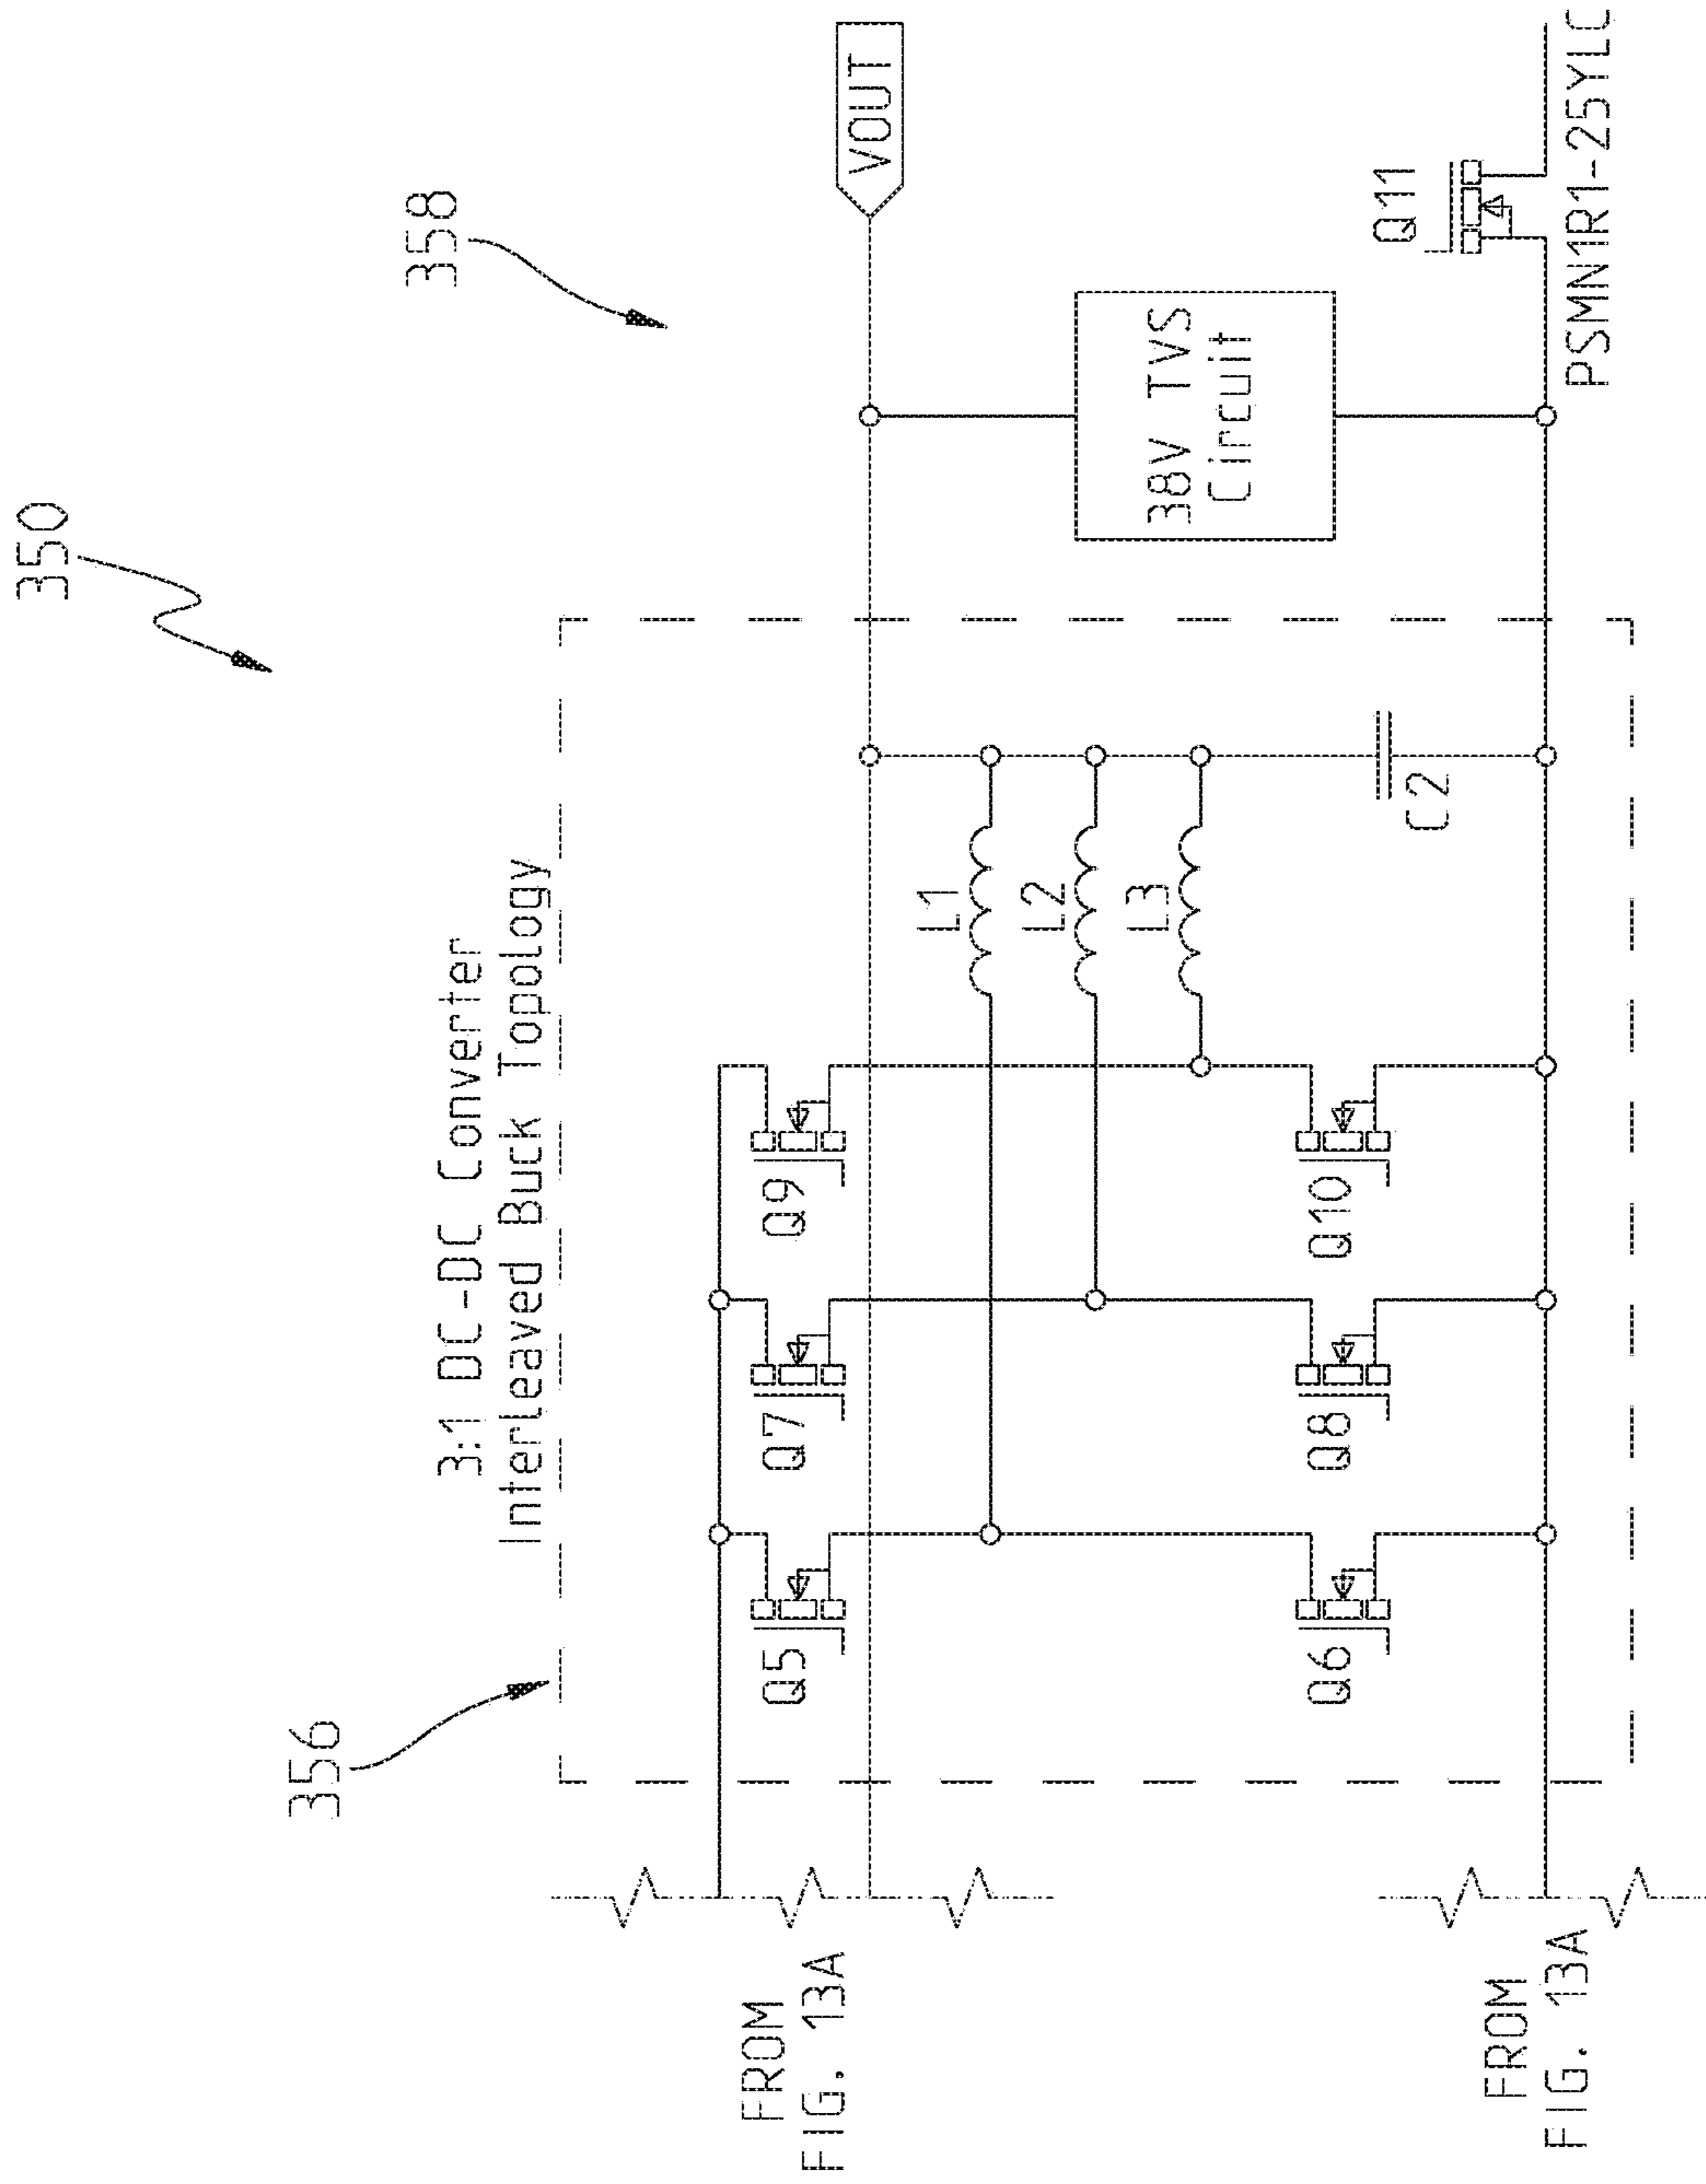 350
358
356
3:1 DC-DC Converter
Interleaved Buck Topology
VOUT
Q5
Q7
Q9
L1
L2
L3
38V TVS
Circuit
Q6
Q8
Q10
C2
Q11
PSMN1R1-25YLC
FROM
FIG. 13A
FROM
FIG. 13A